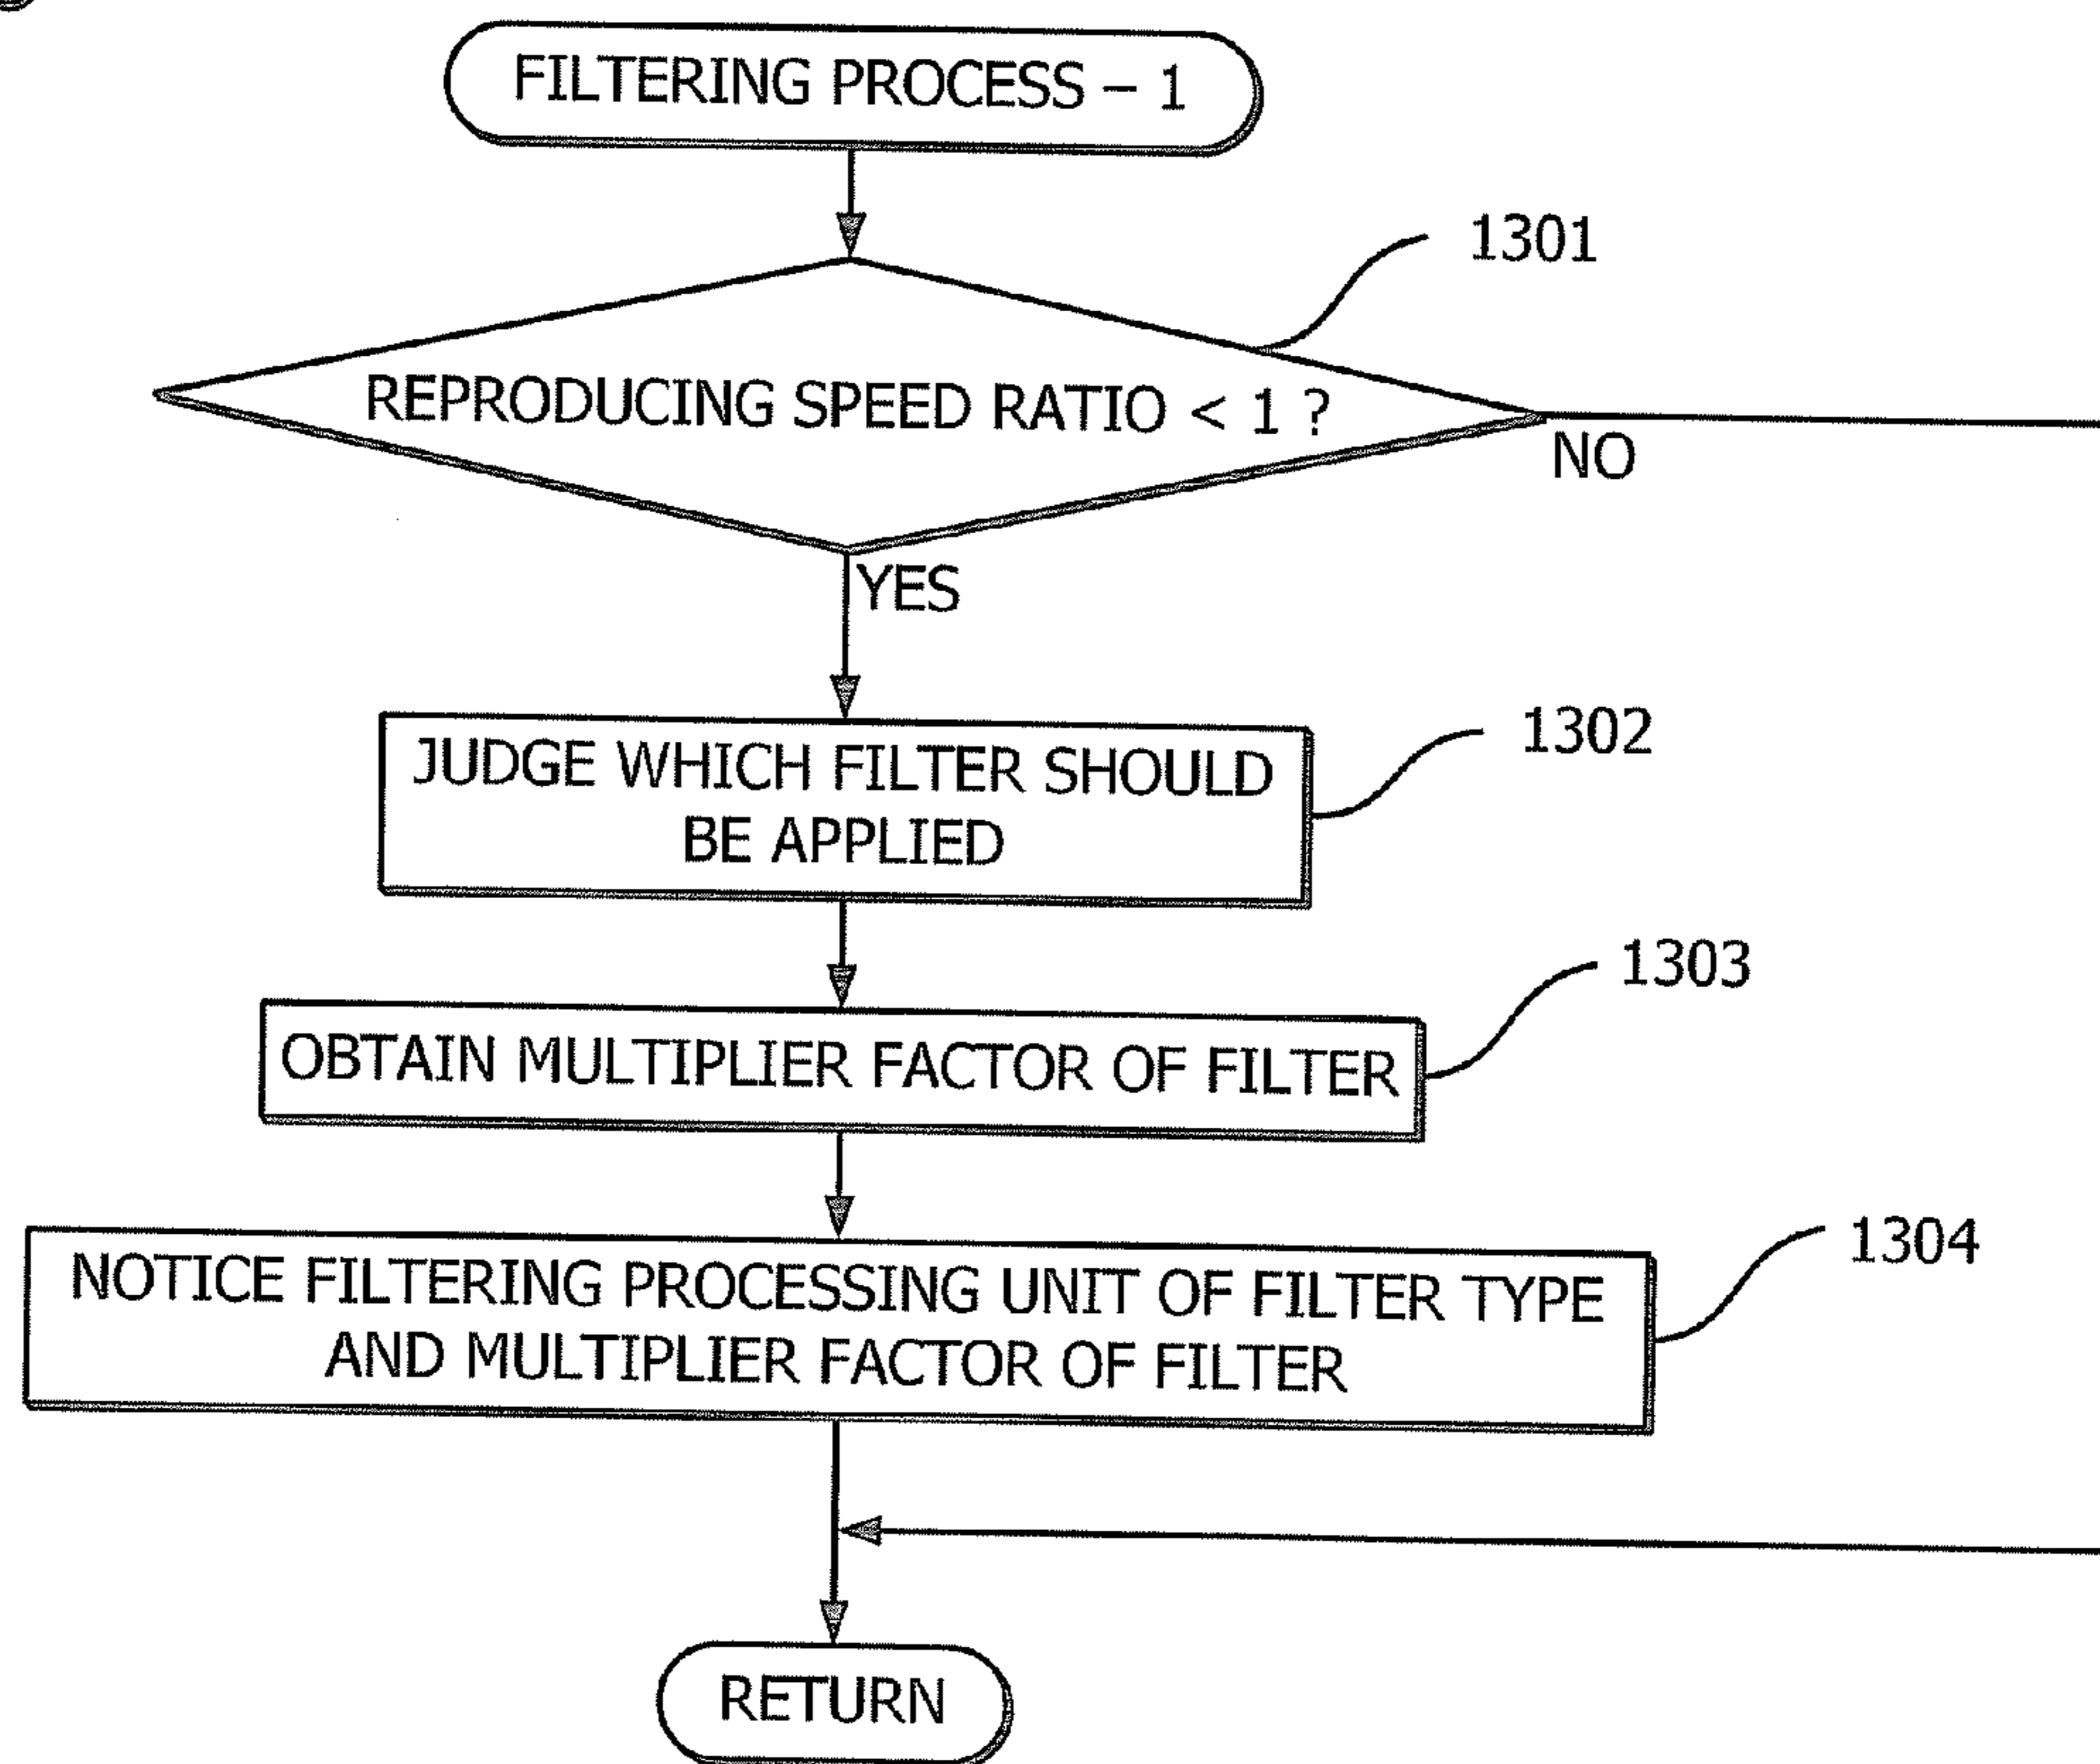 FILTERING PROCESS – 1
1301
REPRODUCING SPEED RATIO < 1 ?
NO
YES
1302
JUDGE WHICH FILTER SHOULD
BE APPLIED
1303
OBTAIN MULTIPLIER FACTOR OF FILTER
1304
NOTICE FILTERING PROCESSING UNIT OF FILTER TYPE
AND MULTIPLIER FACTOR OF FILTER
RETURN